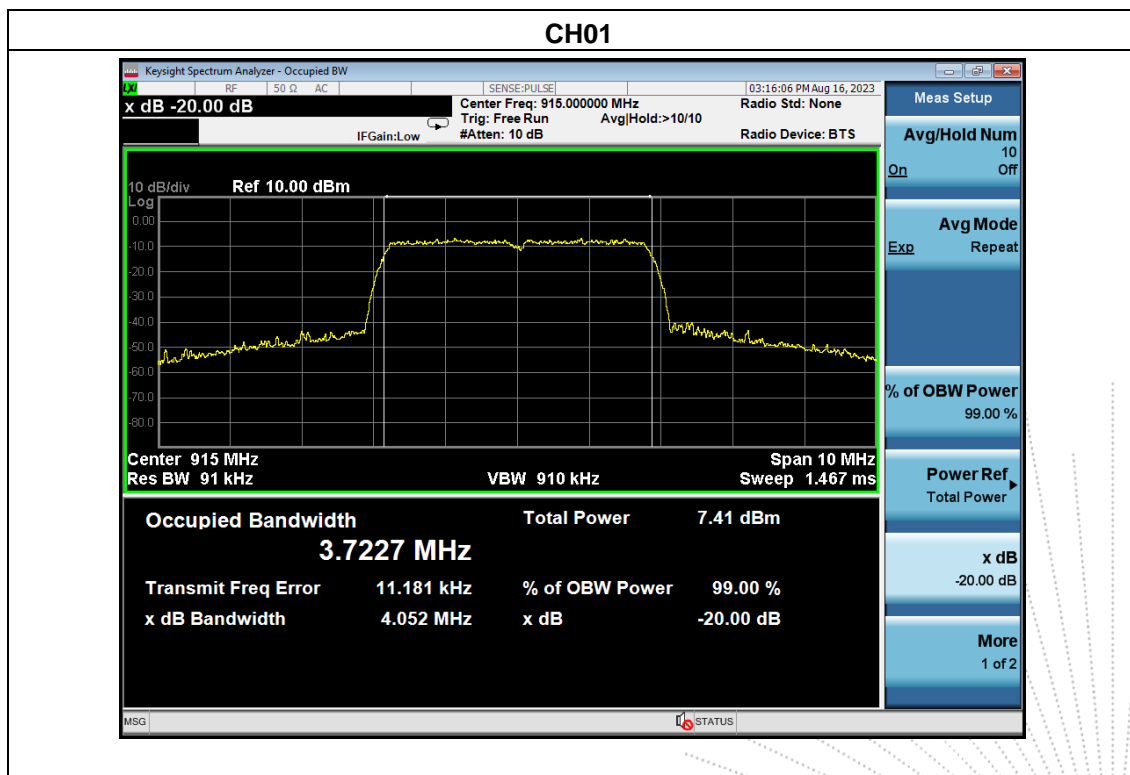 CH01
Keysight Spectrum Analyzer - Occupied BW
LXI RF 50 Ω AC SENSE:PULSE 03:16:06 PM Aug 16, 2023
x dB -20.00 dB
Center Freq: 915.000000 MHz Radio Std: None
Trig: Free Run Avg|Hold:>10/10
IFGain:Low #Atten: 10 dB Radio Device: BTS
10 dB/div Ref 10.00 dBm
Log
0.00
-10.0
-20.0
-30.0
-40.0
-50.0
-60.0
-70.0
-80.0
Center 915 MHz Span 10 MHz
Res BW 91 kHz VBW 910 kHz Sweep 1.467 ms
Occupied Bandwidth Total Power 7.41 dBm
3.7227 MHz
Transmit Freq Error 11.181 kHz % of OBW Power 99.00 %
x dB Bandwidth 4.052 MHz x dB -20.00 dB
MSG STATUS
Meas Setup
Avg/Hold Num
10
On Off
Avg Mode
Exp Repeat
% of OBW Power
99.00 %
Power Ref
Total Power
x dB
-20.00 dB
More
1 of 2